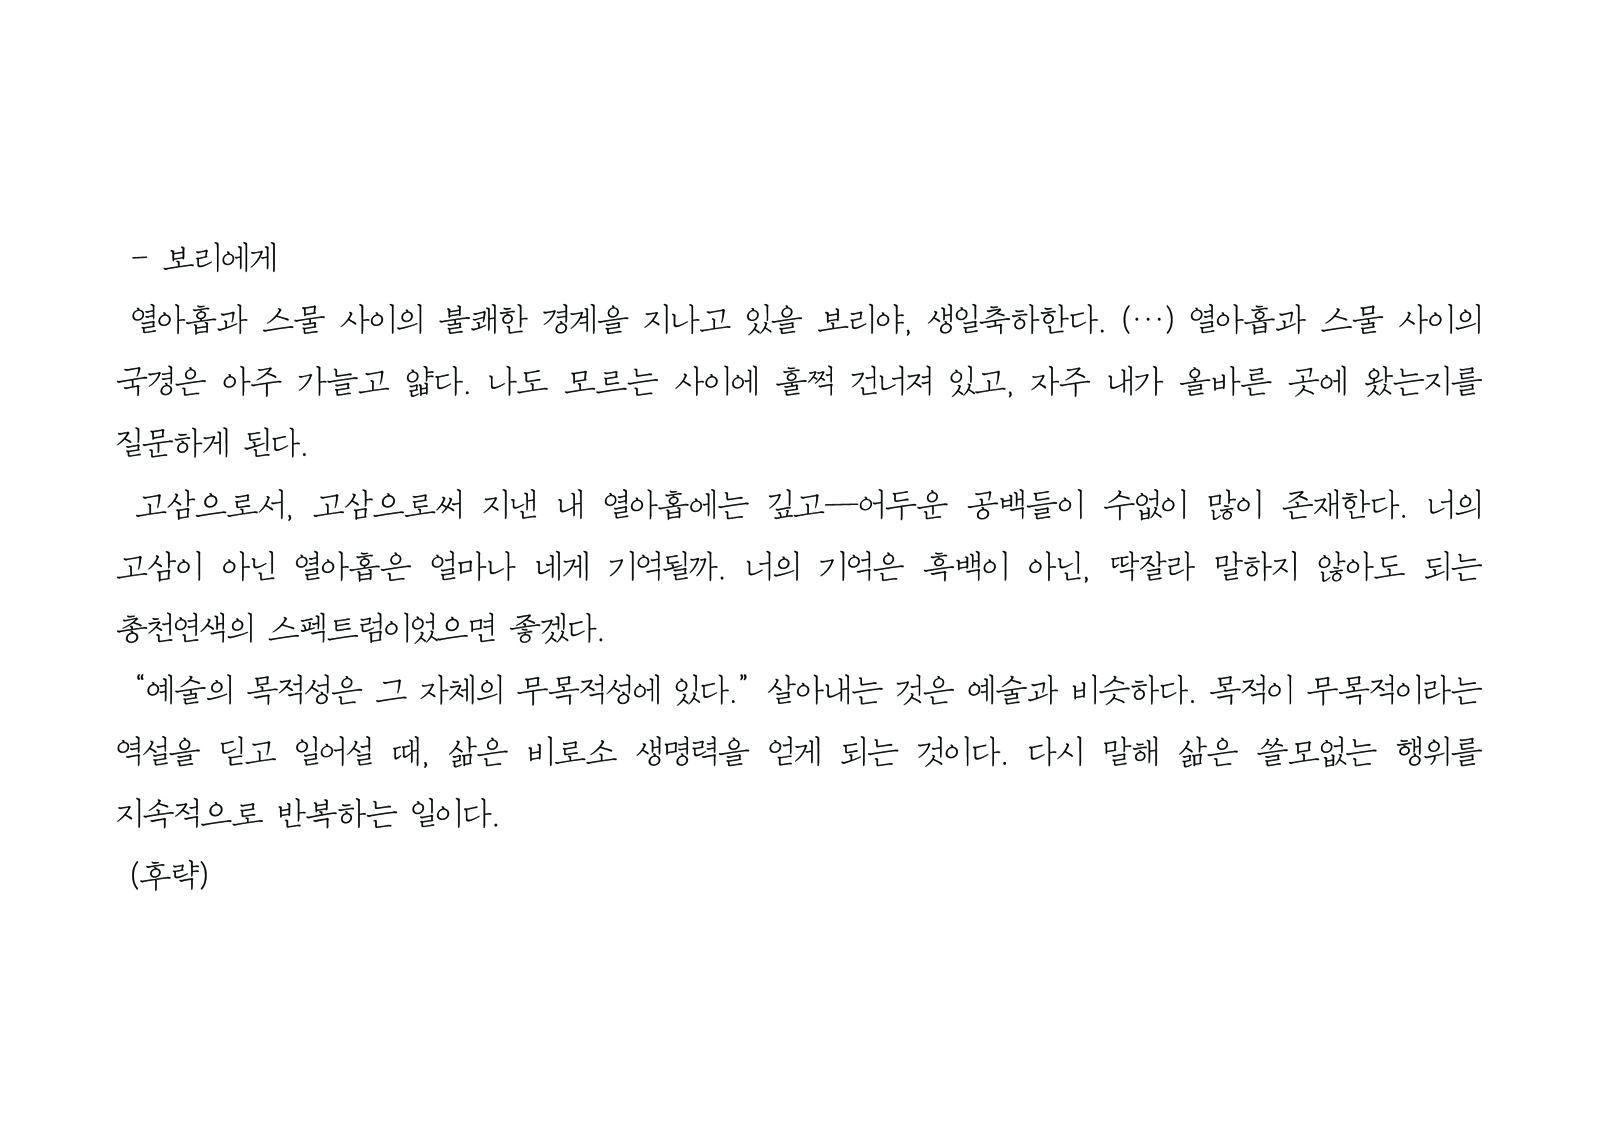 - 보리에게
열아홉과 스물 사이의 불쾌한 경계을 지나고 있을 보리야, 생일축하한다. (…) 열아홉과 스물 사이의
국경은 아주 가늘고 얇다. 나도 모르는 사이에 훌쩍 건너져 있고, 자주 내가 올바른 곳에 왔는지를
질문하게 된다.
고삼으로서, 고삼으로써 지낸 내 열아홉에는 깊고—어두운 공백들이 수없이 많이 존재한다. 너의
고삼이 아닌 열아홉은 얼마나 네게 기억될까. 너의 기억은 흑백이 아닌, 딱잘라 말하지 않아도 되는
총천연색의 스펙트럼이었으면 좋겠다.
“예술의 목적성은 그 자체의 무목적성에 있다.” 살아내는 것은 예술과 비슷하다. 목적이 무목적이라는
역설을 딛고 일어설 때, 삶은 비로소 생명력을 얻게 되는 것이다. 다시 말해 삶은 쓸모없는 행위를
지속적으로 반복하는 일이다.
(후략)